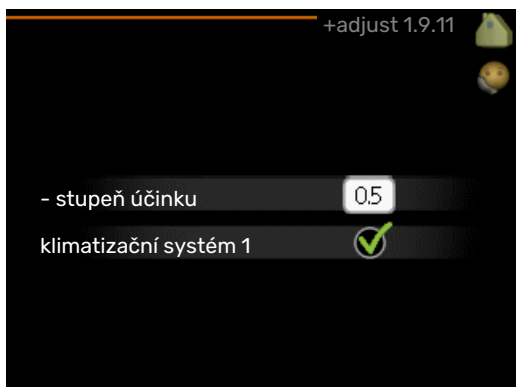 +adjust 1.9.11
- stupeň účinku 0.5
klimatizační systém 1